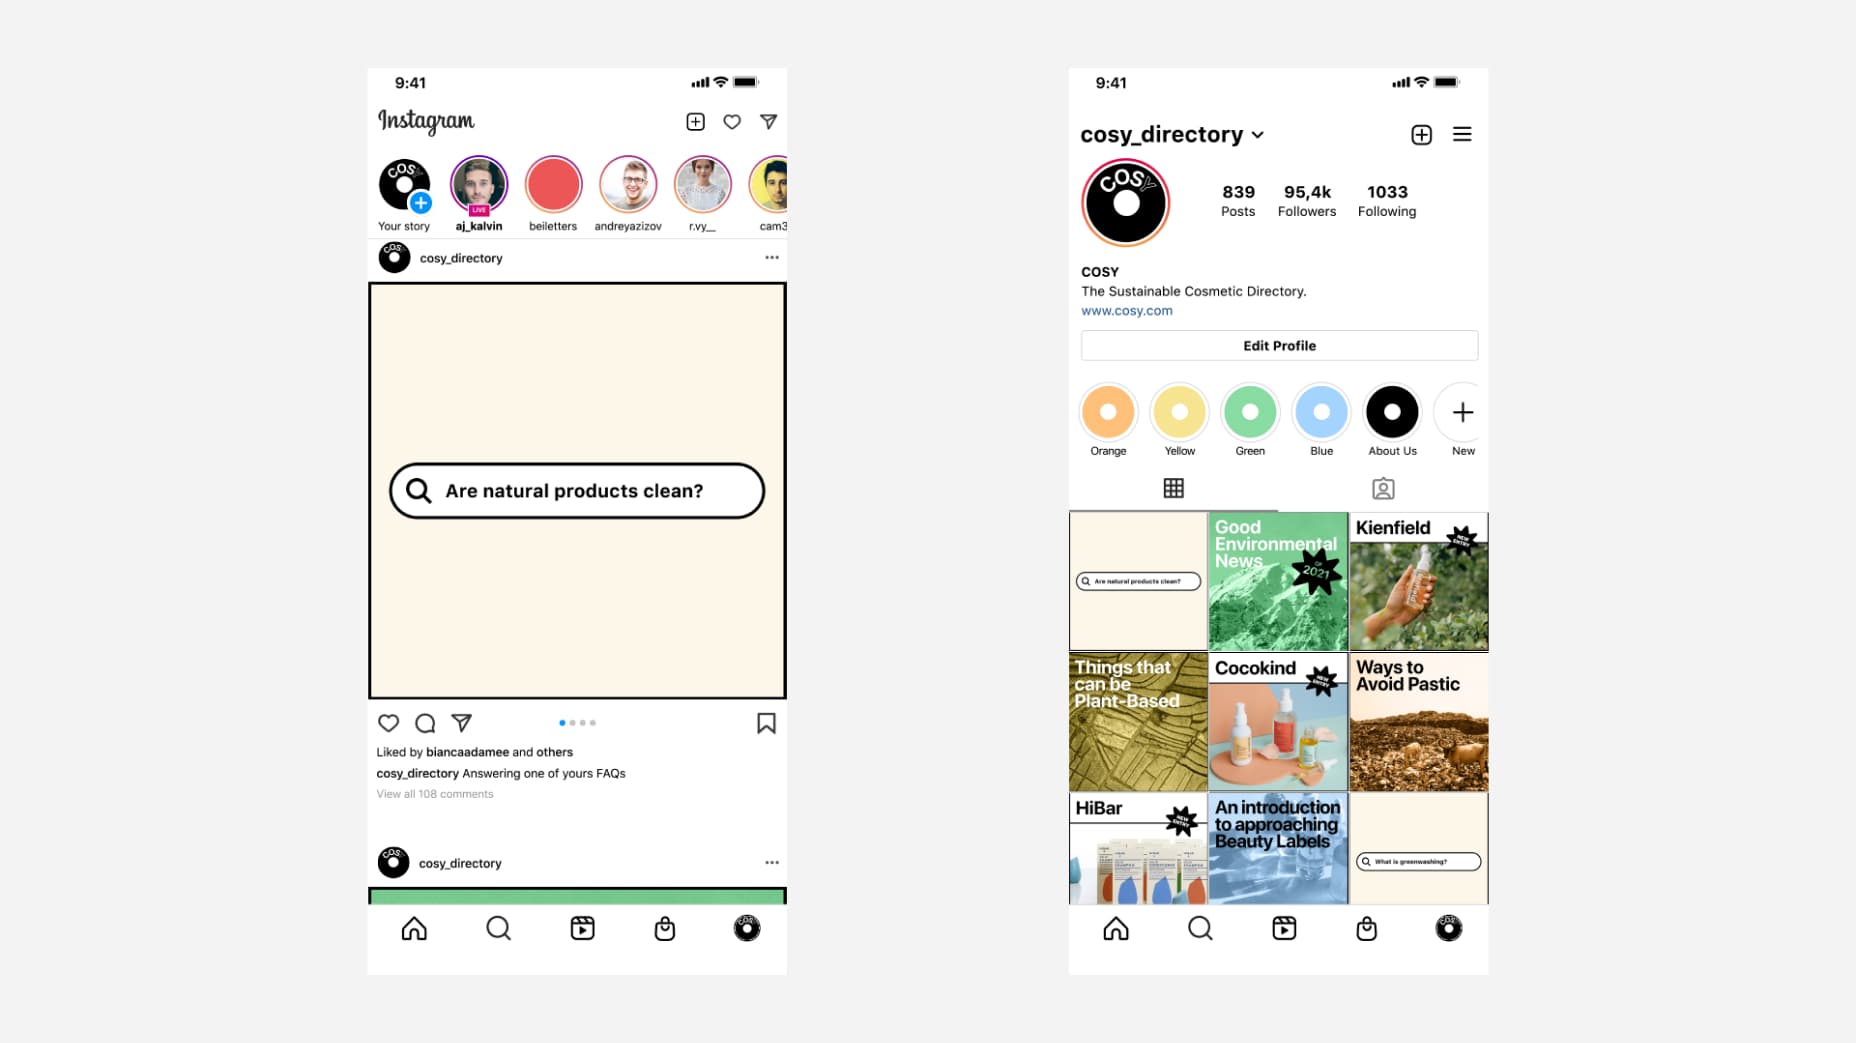 9:41
Instagram
COSY
LIVE
Your story
aj_kalvin
beiletters
andreyazizov
r.vy__
cam3
COSY
cosy_directory
Are natural products clean?
Liked by biancaadamee and others
cosy_directory Answering one of yours FAQs
View all 108 comments
COSY
cosy_directory
COSY
9:41
cosy_directory
COSY
839
Posts
95,4k
Followers
1033
Following
COSY
The Sustainable Cosmetic Directory.
www.cosy.com
Edit Profile
Orange
Yellow
Green
Blue
About Us
New
Are natural products clean?
Good
Environmental
News
OF
2021
Kienfield
NEW
ENTRY
Things that
can be
Plant-Based
Cocokind
NEW
ENTRY
Ways to
Avoid Pastic
HiBar
NEW
ENTRY
An introduction
to approaching
Beauty Labels
What is greenwashing?
COSY